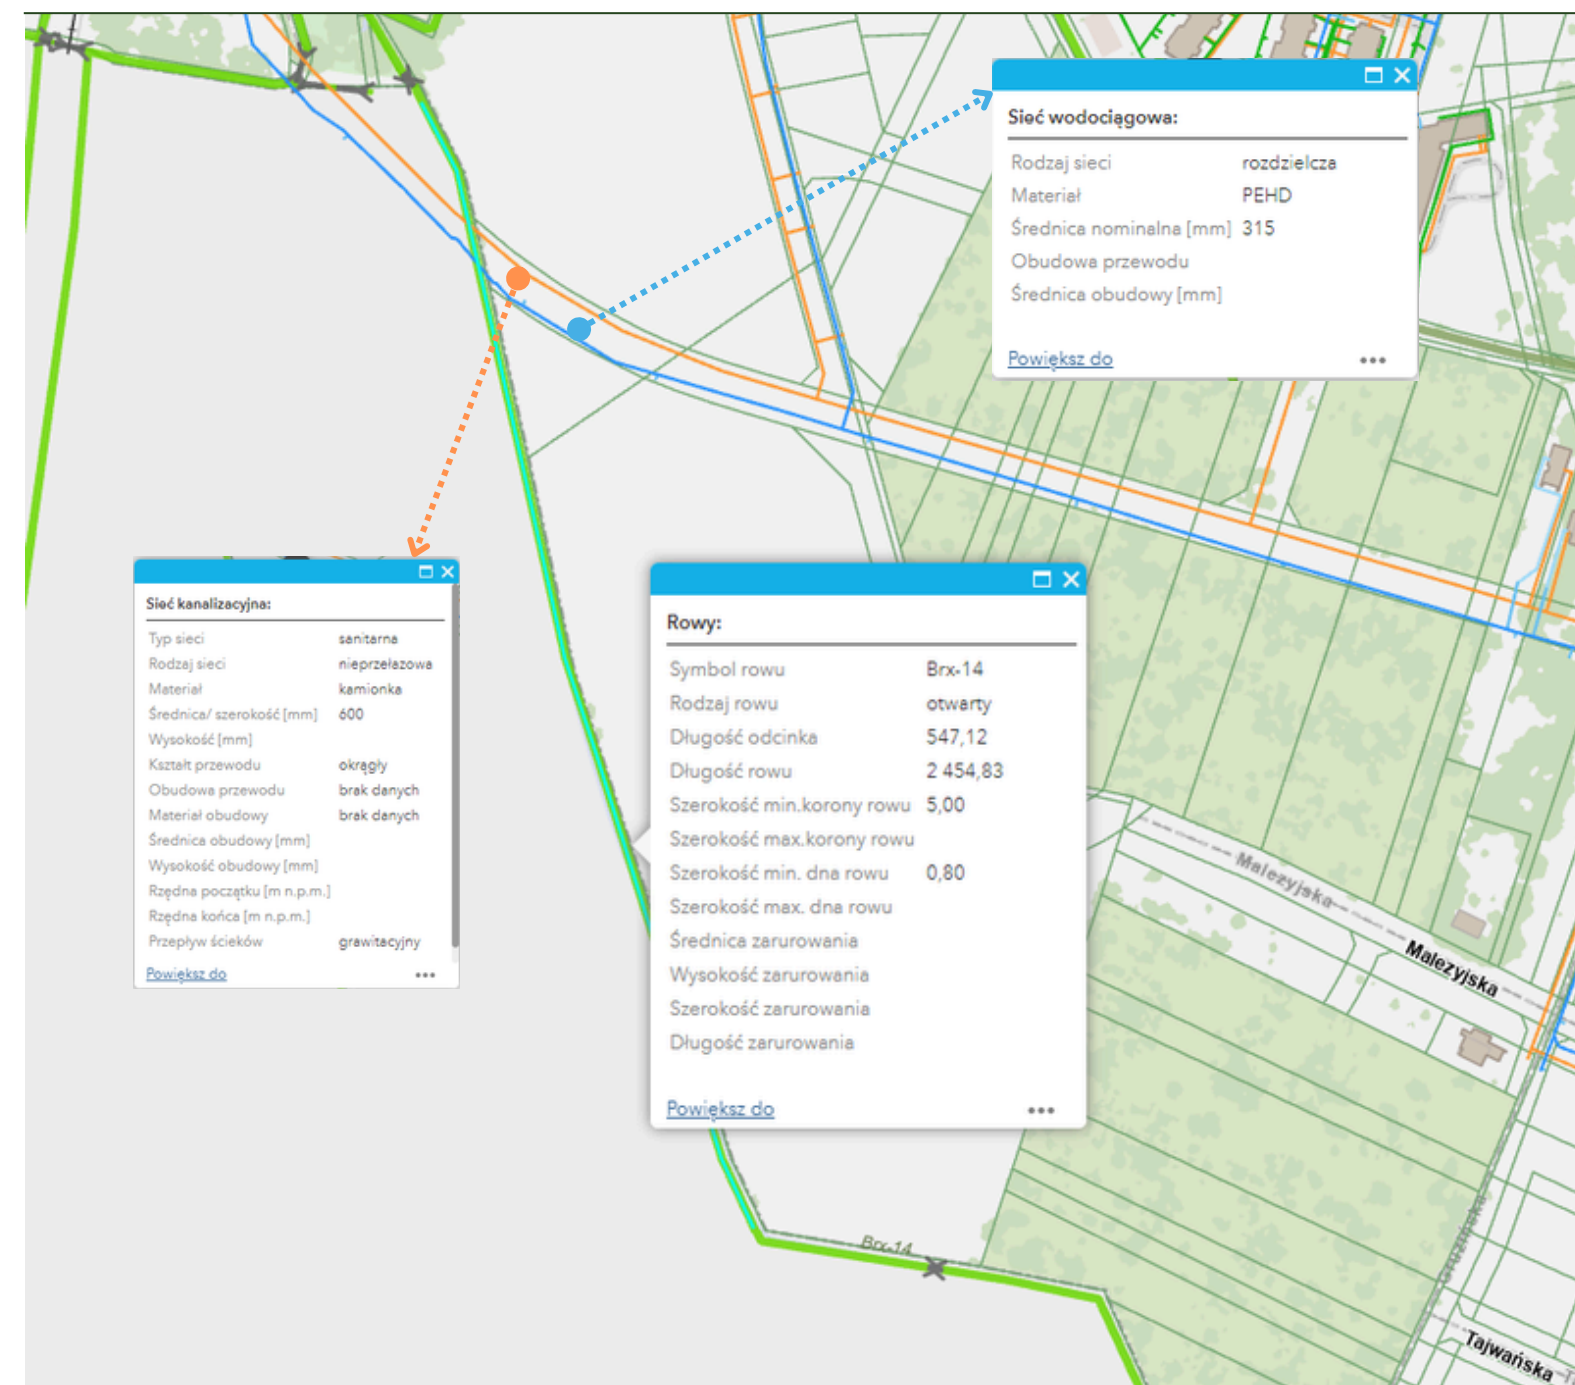 Sieć wodociągowa:
Rodzaj sieci rozdzielcza
Materiał PEHD
Średnica nominalna [mm] 315
Obudowa przewodu
Średnica obudowy [mm]
Powiększ do
Sieć kanalizacyjna:
Typ sieci sanitarna
Rodzaj sieci nieprzełazowa
Materiał kamionka
Średnica/ szerokość [mm] 600
Wysokość [mm]
Kształt przewodu okrągły
Obudowa przewodu brak danych
Materiał obudowy brak danych
Średnica obudowy [mm]
Wysokość obudowy [mm]
Rzędna początku [m n.p.m.]
Rzędna końca [m n.p.m.]
Przepływ ścieków grawitacyjny
Powiększ do
Rowy:
Symbol rowu Brx-14
Rodzaj rowu otwarty
Długość odcinka 547,12
Długość rowu 2 454,83
Szerokość min.korony rowu 5,00
Szerokość max.korony rowu
Szerokość min. dna rowu 0,80
Szerokość max. dna rowu
Średnica zarurowania
Wysokość zarurowania
Szerokość zarurowania
Długość zarurowania
Powiększ do
Malezyjska
Malezyjska
Brx-14
Gruzińska
Tajwańska